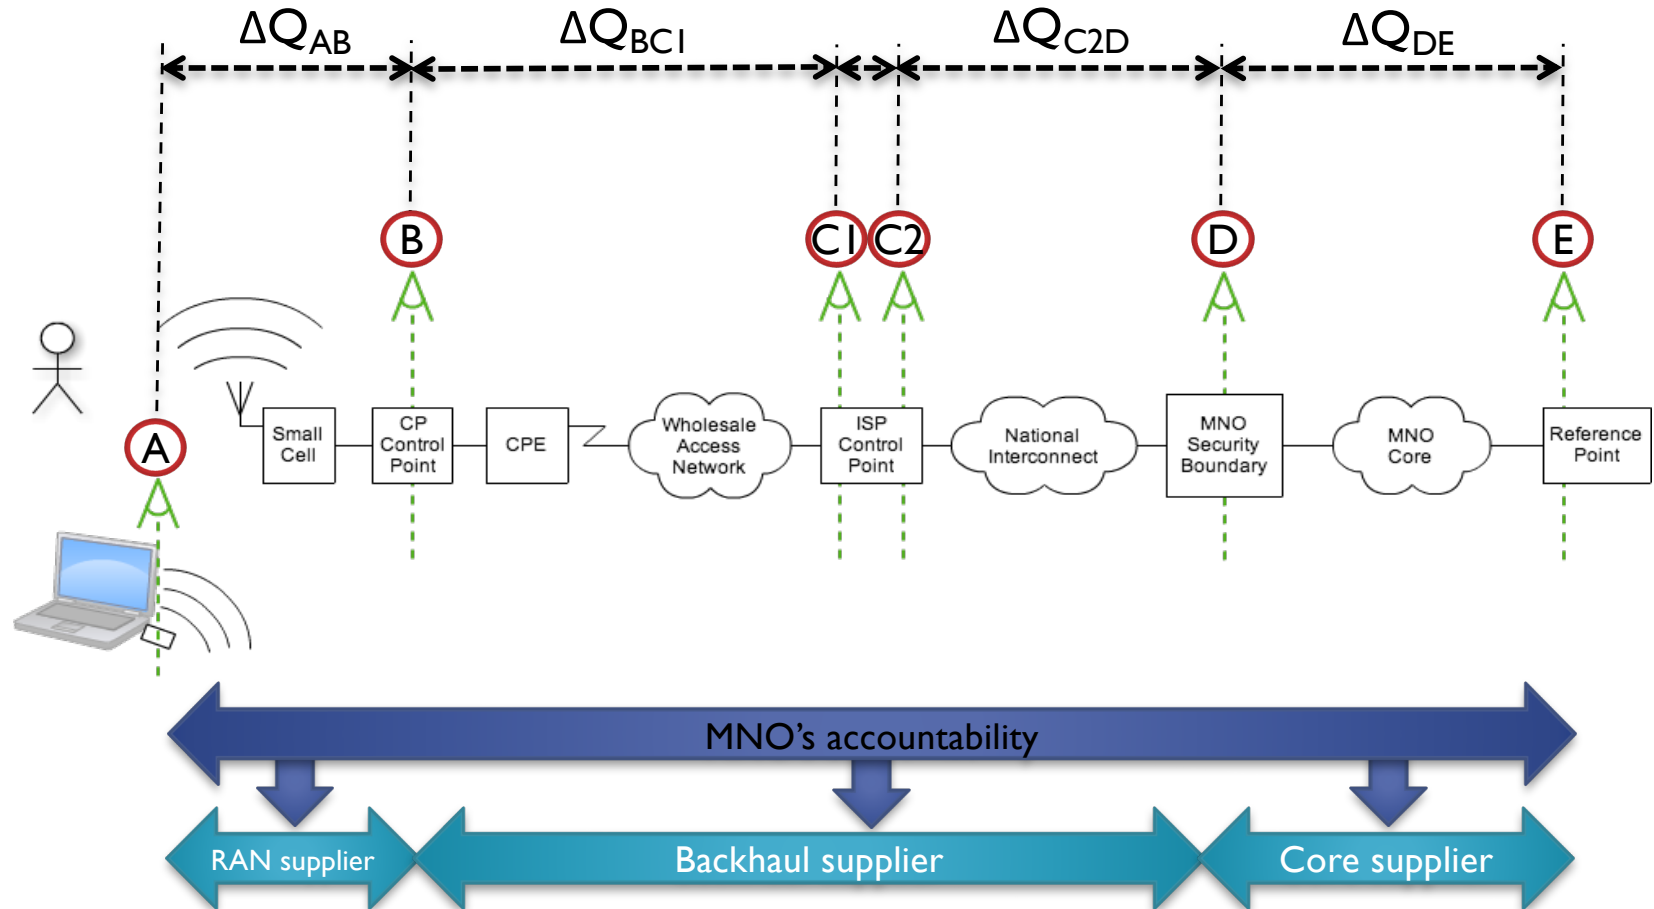 ΔQAB
ΔQBC1
ΔQC2D
ΔQDE
B
C1
C2
D
E
A
Small
Cell
CP
Control
Point
CPE
Wholesale
Access
Network
ISP
Control
Point
National
Interconnect
MNO
Security
Boundary
MNO
Core
Reference
Point
MNO’s accountability
RAN supplier
Backhaul supplier
Core supplier